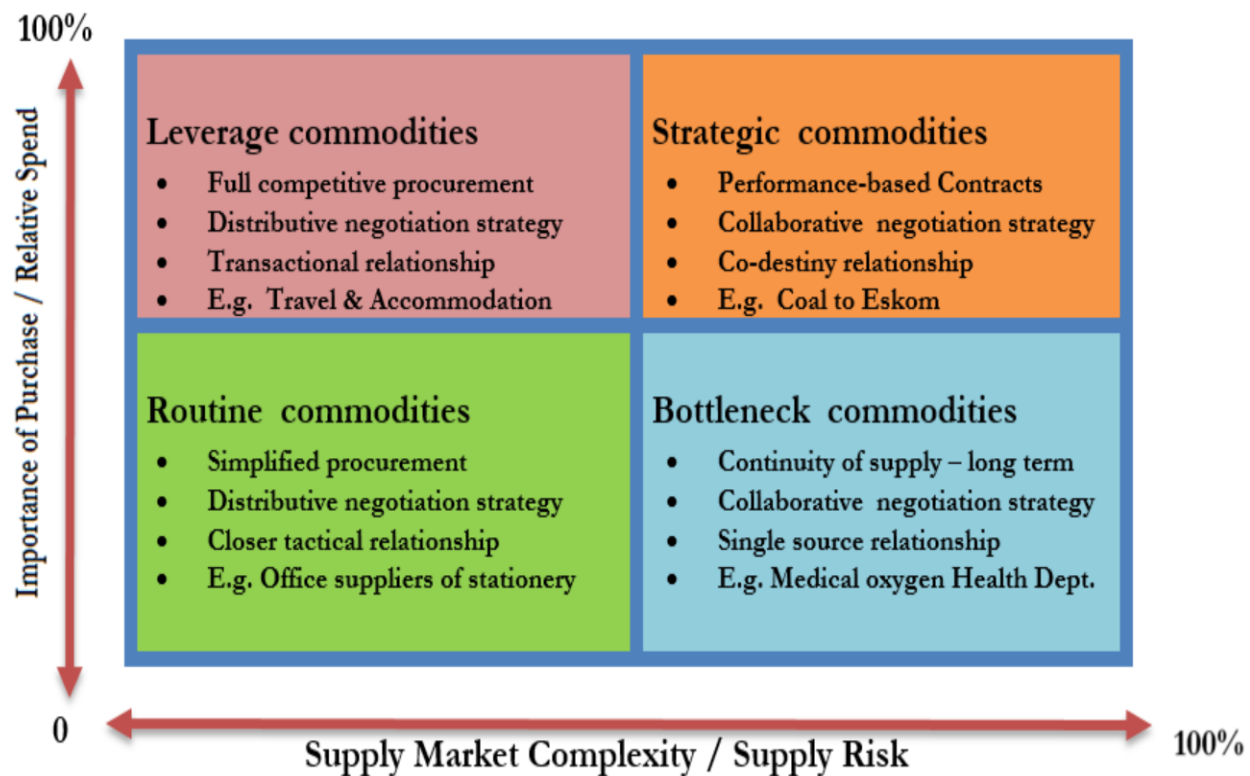 100%
Importance of Purchase / Relative Spend
Leverage commodities
• Full competitive procurement
• Distributive negotiation strategy
• Transactional relationship
• E.g. Travel & Accommodation
Strategic commodities
• Performance-based Contracts
• Collaborative negotiation strategy
• Co-destiny relationship
• E.g. Coal to Eskom
Routine commodities
• Simplified procurement
• Distributive negotiation strategy
• Closer tactical relationship
• E.g. Office suppliers of stationery
Bottleneck commodities
• Continuity of supply – long term
• Collaborative negotiation strategy
• Single source relationship
• E.g. Medical oxygen Health Dept.
0
Supply Market Complexity / Supply Risk
100%